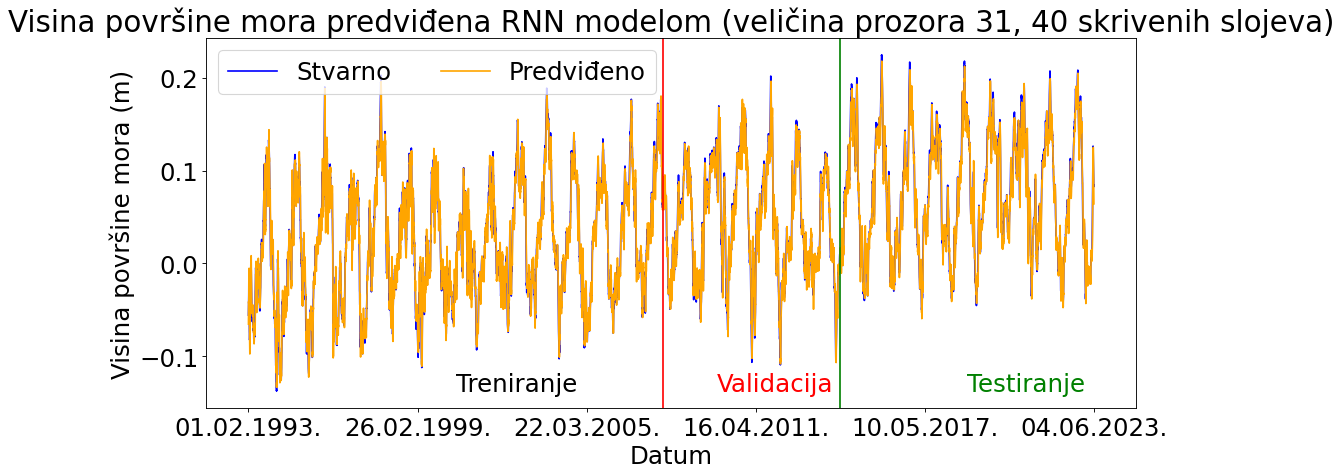 Visina površine mora predviđena RNN modelom (veličina prozora 31, 40 skrivenih slojeva)
Stvarno Predviđeno
Visina površine mora (m)
0.2
0.1
0.0
−0.1
Treniranje Validacija Testiranje
01.02.1993. 26.02.1999. 22.03.2005. 16.04.2011. 10.05.2017. 04.06.2023.
Datum